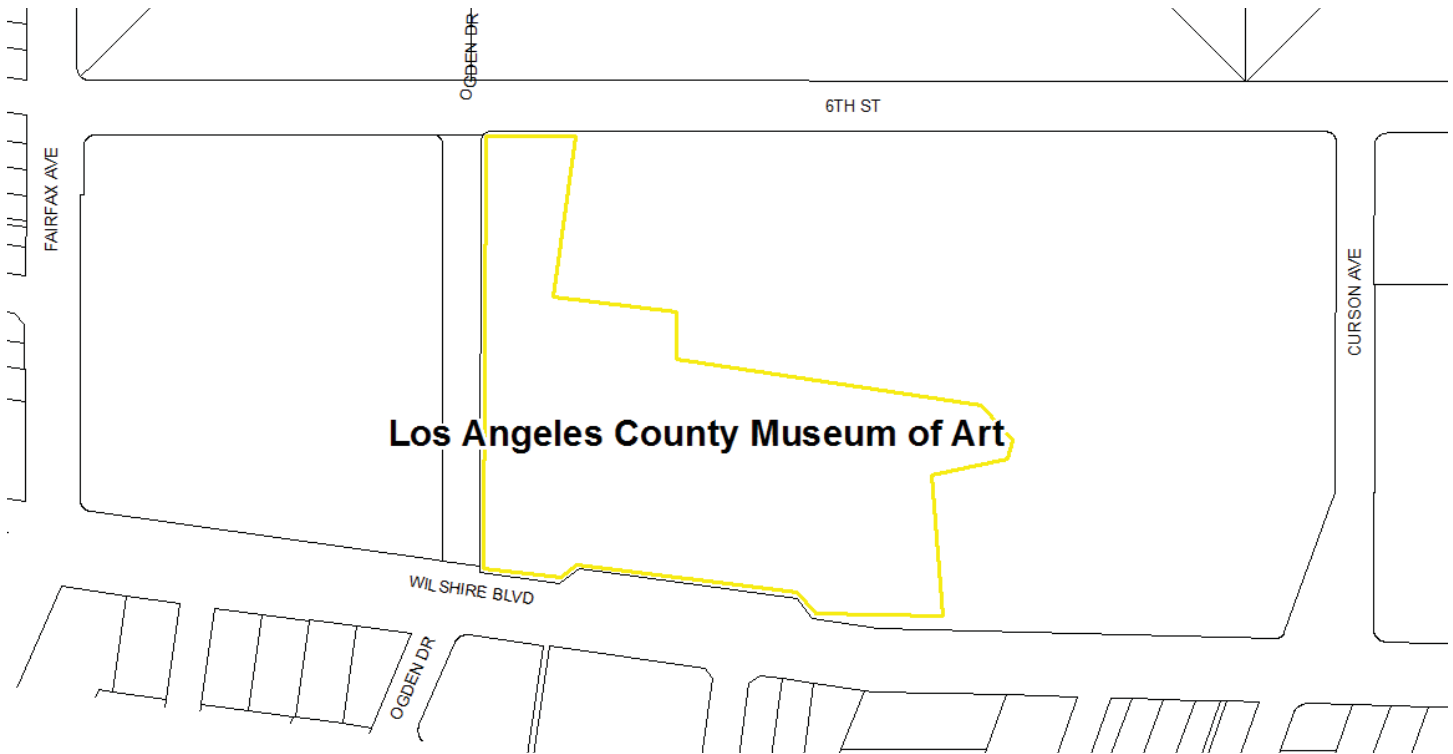 OGDEN DR
6TH ST
FAIRFAX AVE
CURSON AVE
Los Angeles County Museum of Art
WILSHIRE BLVD
OGDEN DR